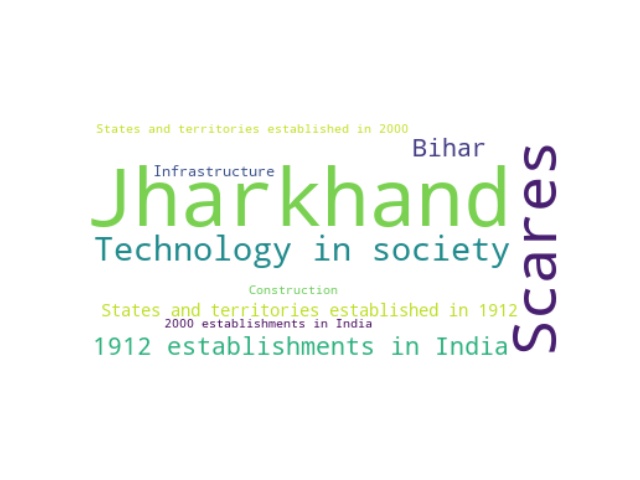 States and territories established in 2000
Bihar
Infrastructure
Jharkhand
Scares
Technology in society
Construction
States and territories established in 1912
2000 establishments in India
1912 establishments in India